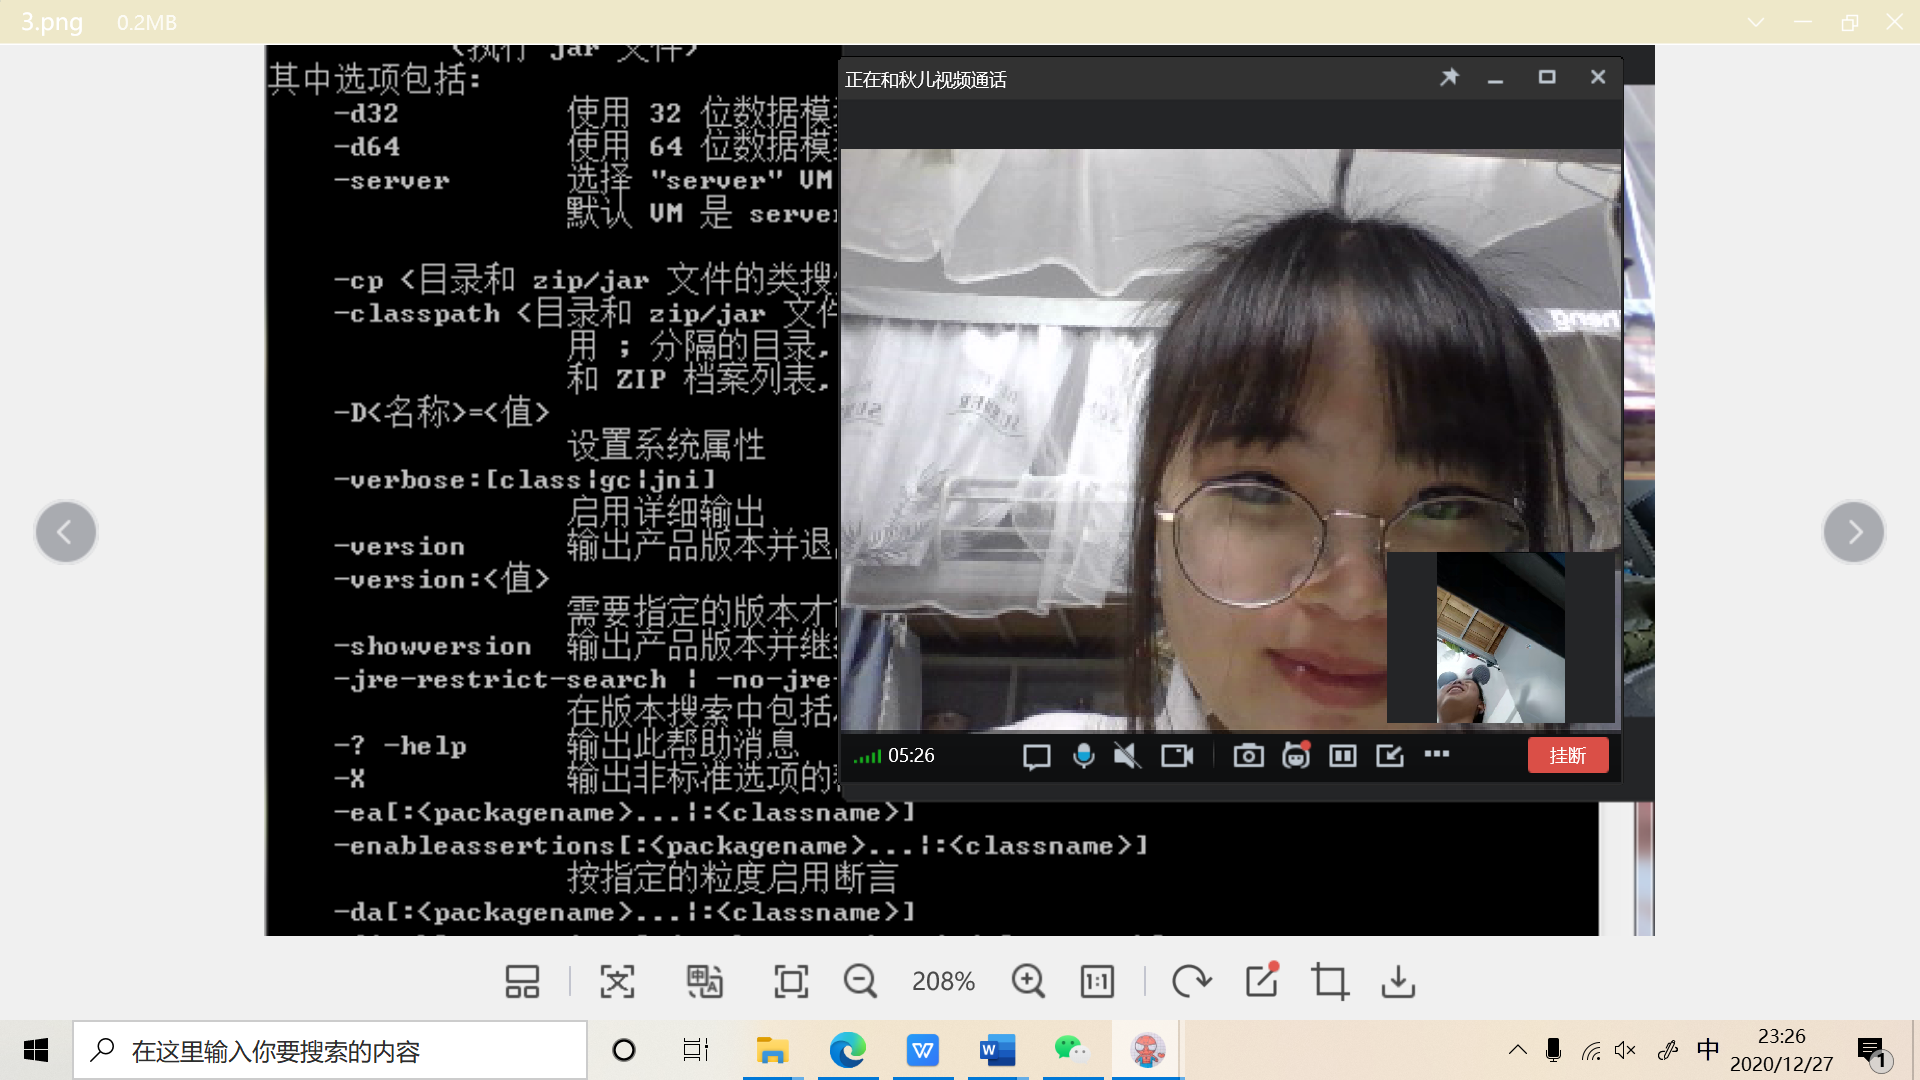 3.png 0.2MB
(执行 jar 文件)
其中选项包括:
-d32 使用 32 位数据模
-d64 使用 64 位数据模
-server 选择 "server" VM
默认 VM 是 server
-cp <目录和 zip/jar 文件的类搜
-classpath <目录和 zip/jar 文件
用 ; 分隔的目录,
和 ZIP 档案列表,
-D<名称>=<值>
设置系统属性
-verbose:[class|gc|jni]
启用详细输出
-version 输出产品版本并退
-version:<值>
需要指定的版本才
-showversion 输出产品版本并继
-jre-restrict-search | -no-jre-
在版本搜索中包括
-? -help 输出此帮助消息
-X 输出非标准选项的
-ea[:<packagename>...|:<classname>]
-enableassertions[:<packagename>...|:<classname>]
按指定的粒度启用断言
-da[:<packagename>...|:<classname>]
正在和秋儿视频通话
05:26
挂断
208%
1:1
在这里输入你要搜索的内容
中
23:26
2020/12/27
1